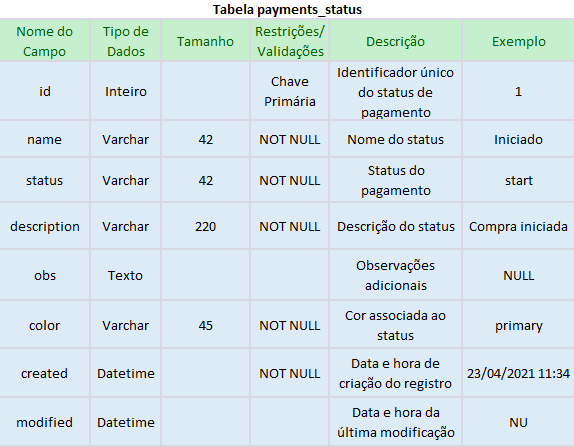 Tabela payments_status
Nome do Campo Tipo de Dados Tamanho Restrições/ Validações Descrição Exemplo
id Inteiro Chave Primária Identificador único do status de pagamento 1
name Varchar 42 NOT NULL Nome do status Iniciado
status Varchar 42 NOT NULL Status do pagamento start
description Varchar 220 NOT NULL Descrição do status Compra iniciada
obs Texto Observações adicionais NULL
color Varchar 45 NOT NULL Cor associada ao status primary
created Datetime NOT NULL Data e hora de criação do registro 23/04/2021 11:34
modified Datetime Data e hora da última modificação NU